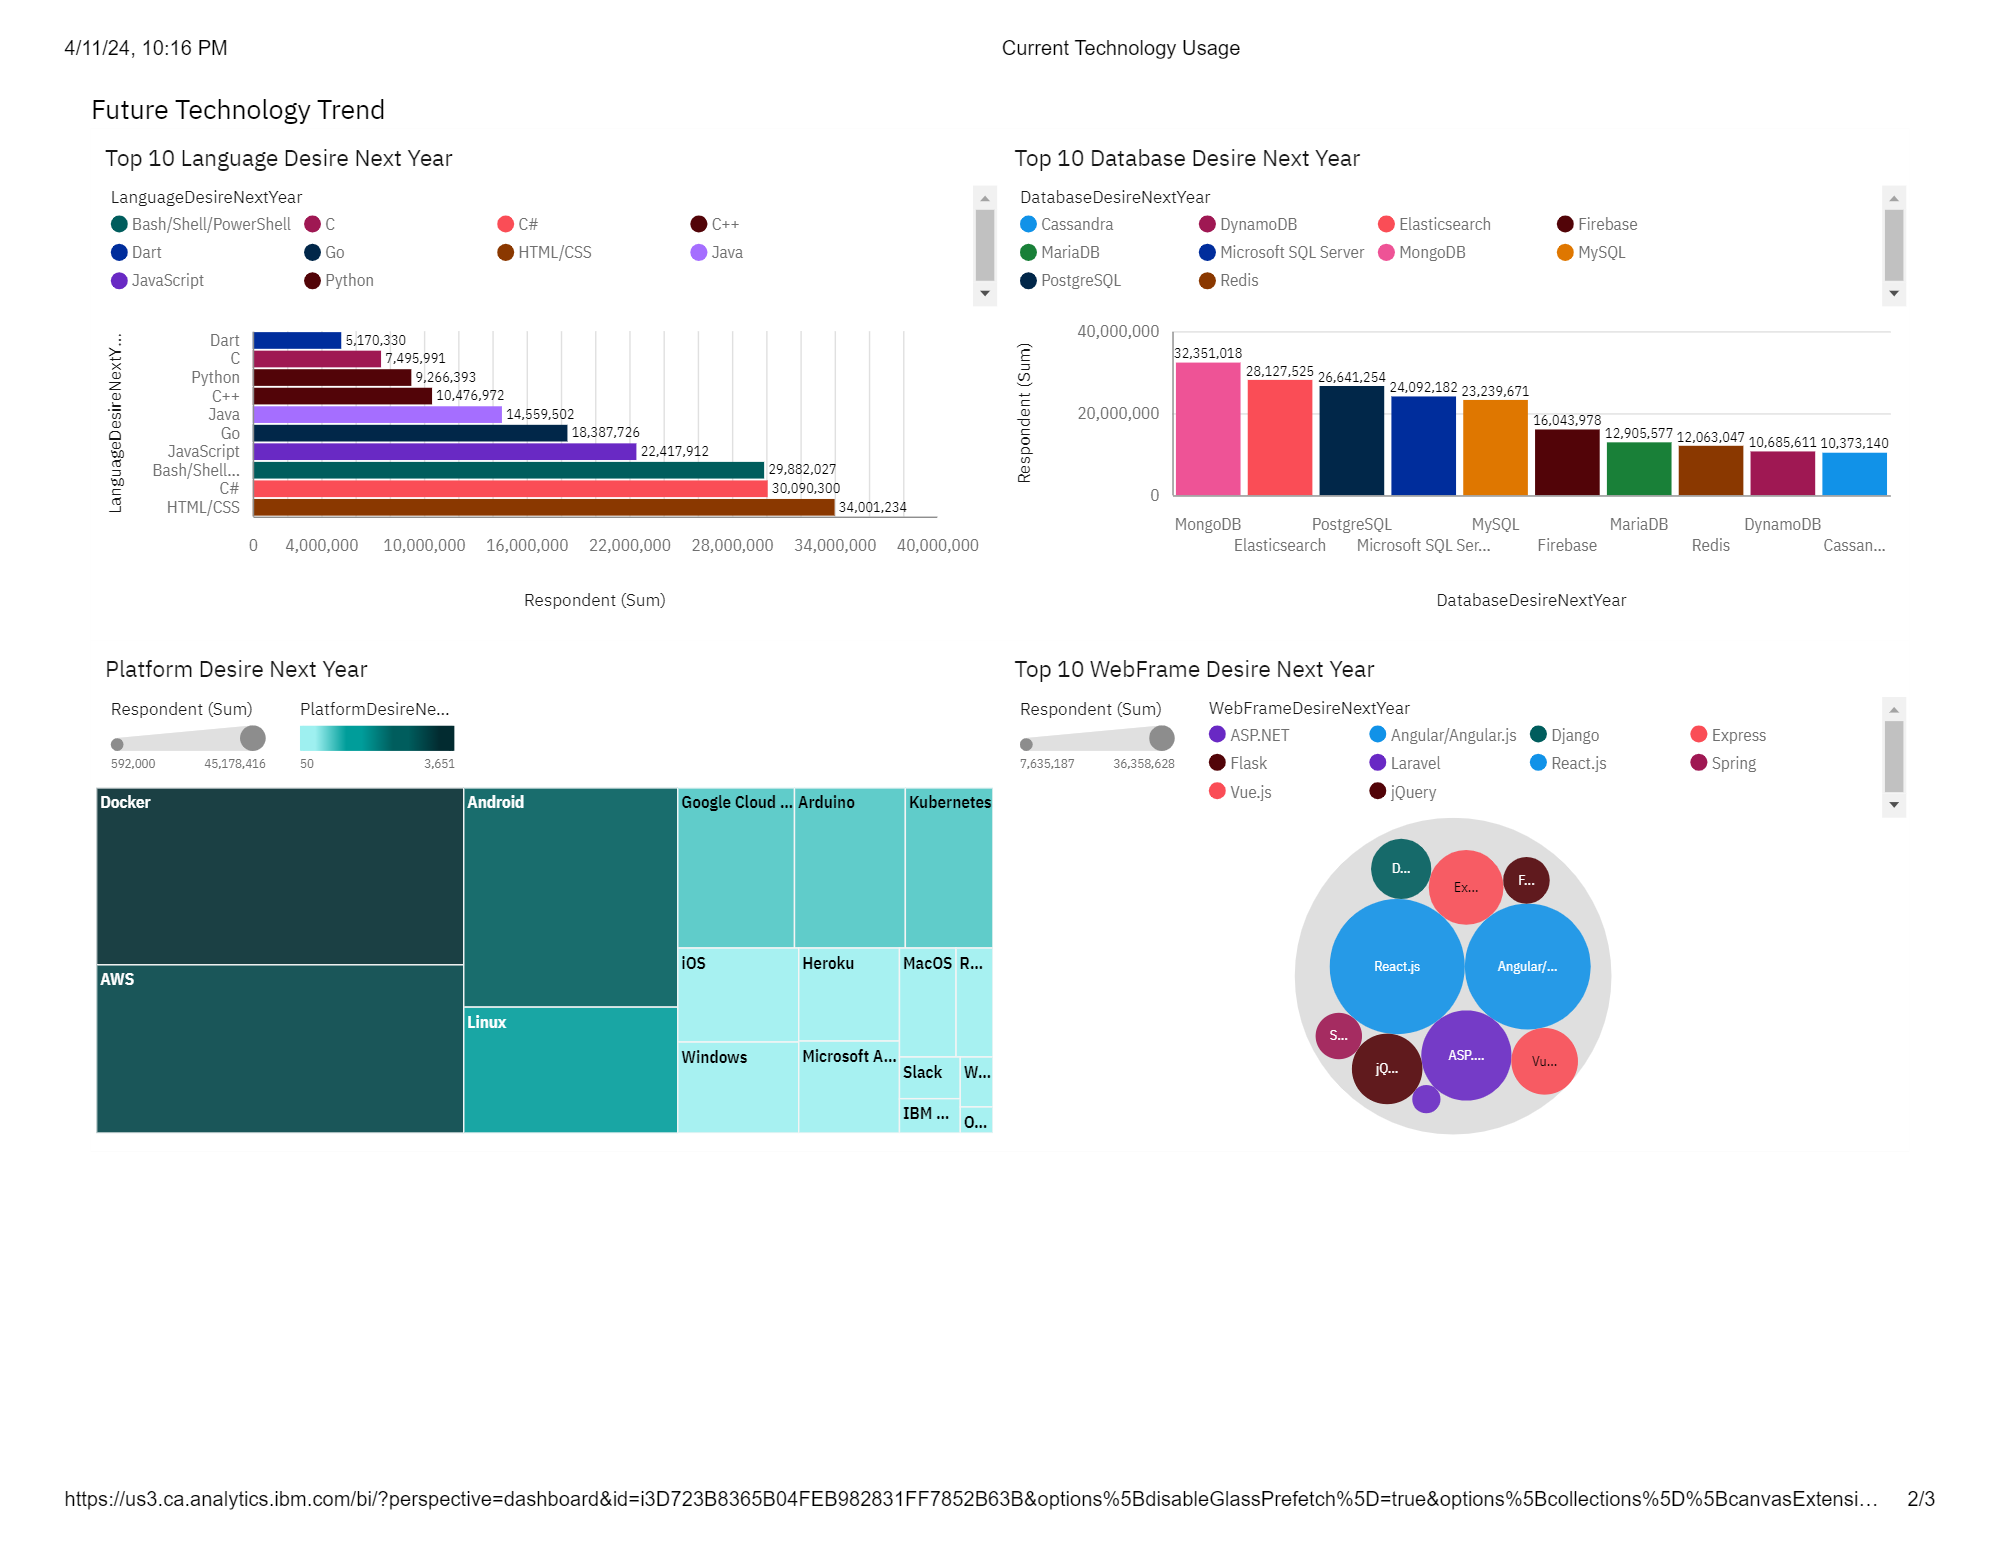 4/11/24, 10:16 PM
Current Technology Usage
Future Technology Trend
Top 10 Language Desire Next Year
LanguageDesireNextYear
Bash/Shell/PowerShell C C# C++
Dart Go HTML/CSS Java
JavaScript Python
LanguageDesireNextY...
Dart 5,170,330
C 7,495,991
Python 9,266,393
C++ 10,476,972
Java 14,559,502
Go 18,387,726
JavaScript 22,417,912
Bash/Shell... 29,882,027
C# 30,090,300
HTML/CSS 34,001,234
0 4,000,000 10,000,000 16,000,000 22,000,000 28,000,000 34,000,000 40,000,000
Respondent (Sum)
Top 10 Database Desire Next Year
DatabaseDesireNextYear
Cassandra DynamoDB Elasticsearch Firebase
MariaDB Microsoft SQL Server MongoDB MySQL
PostgreSQL Redis
Respondent (Sum)
40,000,000
20,000,000
0
32,351,018
28,127,525
26,641,254
24,092,182
23,239,671
16,043,978
12,905,577
12,063,047
10,685,611
10,373,140
MongoDB PostgreSQL MySQL MariaDB DynamoDB
Elasticsearch Microsoft SQL Ser... Firebase Redis Cassan...
DatabaseDesireNextYear
Platform Desire Next Year
Respondent (Sum) PlatformDesireNe...
592,000 45,178,416 50 3,651
Docker
AWS
Android
Linux
Google Cloud ...
Arduino
Kubernetes
iOS
Windows
Heroku
Microsoft A...
MacOS
R...
Slack
W...
IBM ...
O...
Top 10 WebFrame Desire Next Year
Respondent (Sum)
7,635,187 36,358,628
WebFrameDesireNextYear
ASP.NET Angular/Angular.js Django Express
Flask Laravel React.js Spring
Vue.js jQuery
D...
Ex...
F...
React.js
Angular/...
S...
jQ...
ASP....
Vu...
https://us3.ca.analytics.ibm.com/bi/?perspective=dashboard&id=i3D723B8365B04FEB982831FF7852B63B&options%5BdisableGlassPrefetch%5D=true&options%5Bcollections%5D%5BcanvasExtensi...
2/3